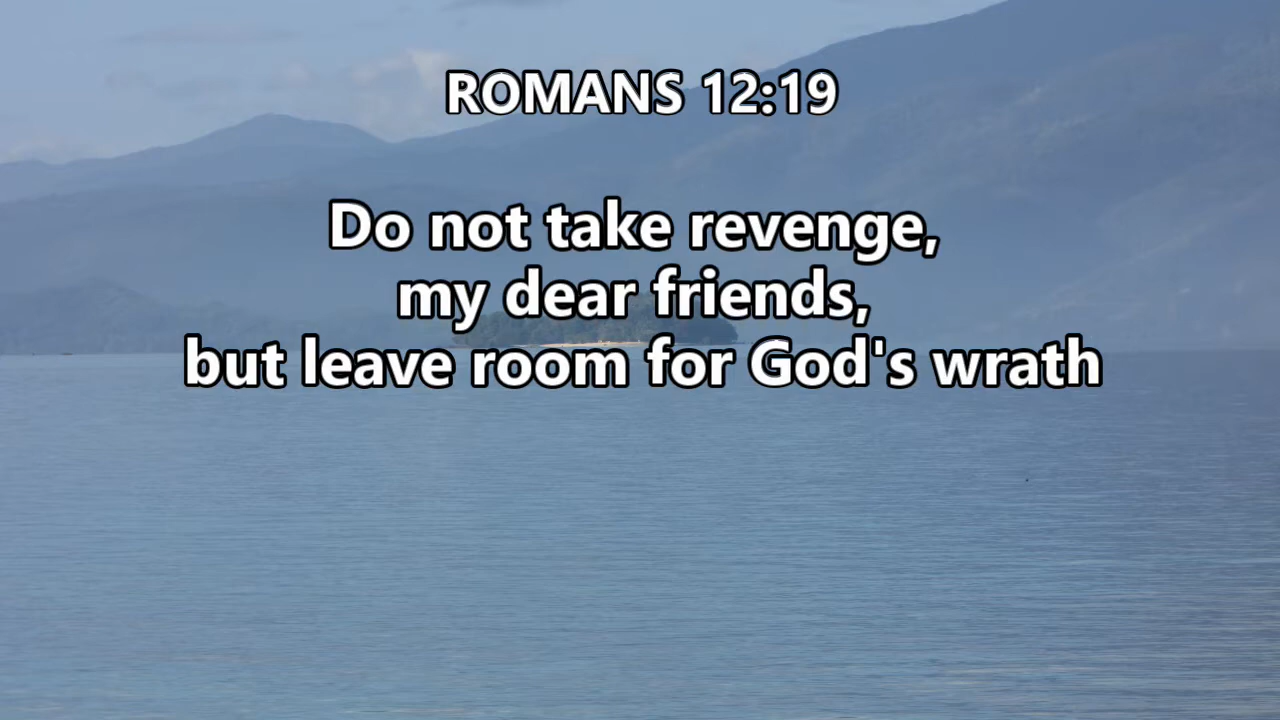 ROMANS 12:19
Do not take revenge,
my dear friends,
but leave room for God's wrath